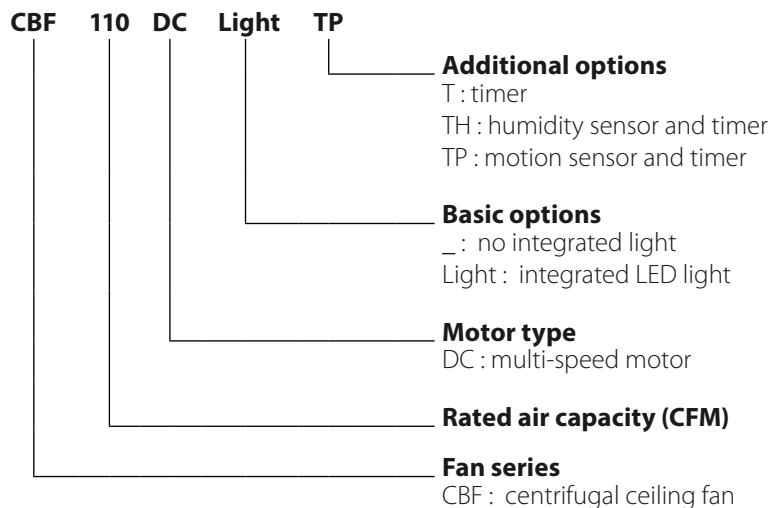 CBF 110 DC Light TP
Additional options
T : timer
TH : humidity sensor and timer
TP : motion sensor and timer
Basic options
_ : no integrated light
Light : integrated LED light
Motor type
DC : multi-speed motor
Rated air capacity (CFM)
Fan series
CBF : centrifugal ceiling fan